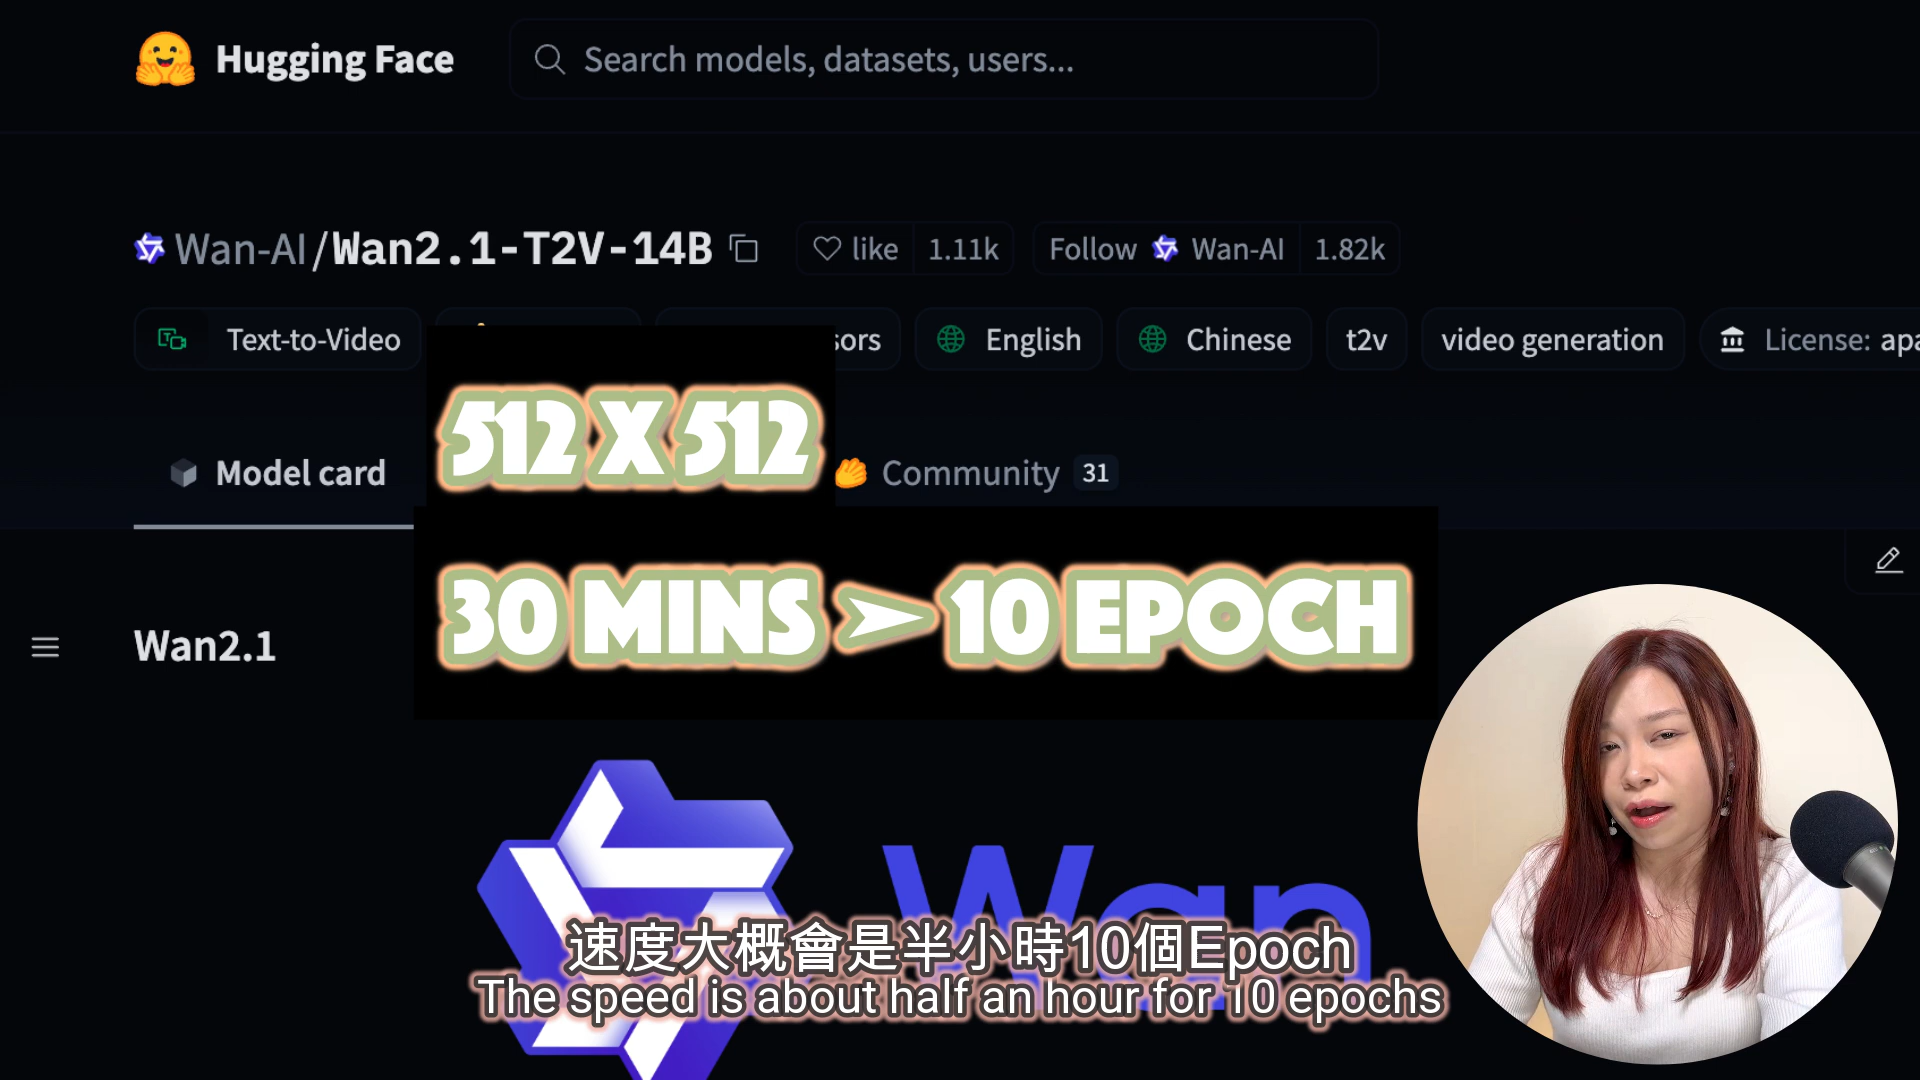 Hugging Face
Search models, datasets, users...
Wan-AI/Wan2.1-T2V-14B
like 1.11k
Follow Wan-AI 1.82k
Text-to-Video
English
Chinese
t2v
video generation
License:
512 X 512
Model card
Community 31
30 MINS > 10 EPOCH
Wan2.1
Wan
速度大概會是半小時10個Epoch
The speed is about half an hour for 10 epochs